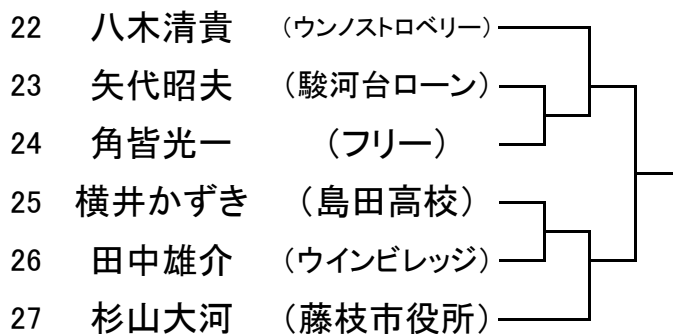 22 八木清貴 （ウンノストロベリー）
23 矢代昭夫 （駿河台ローン）
24 角皆光一 （フリー）
25 横井かずき （島田高校）
26 田中雄介 （ウインビレッジ）
27 杉山大河 （藤枝市役所）